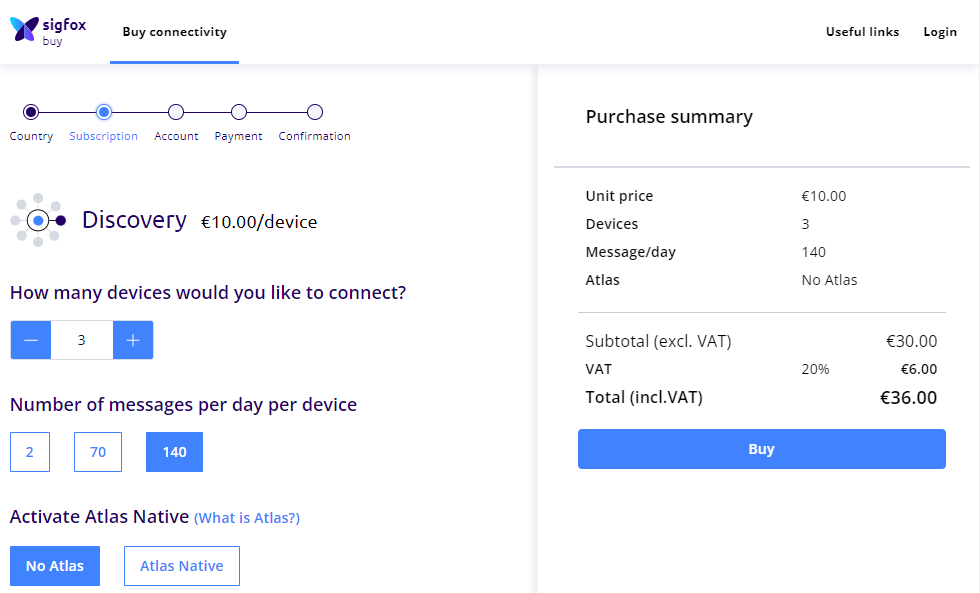 sigfox
buy
Buy connectivity
Useful links
Login
Country
Subscription
Account
Payment
Confirmation
Discovery €10.00/device
How many devices would you like to connect?
— 3 +
Number of messages per day per device
2 70 140
Activate Atlas Native (What is Atlas?)
No Atlas
Atlas Native
Purchase summary
Unit price €10.00
Devices 3
Message/day 140
Atlas No Atlas
Subtotal (excl. VAT) €30.00
VAT 20% €6.00
Total (incl.VAT) €36.00
Buy